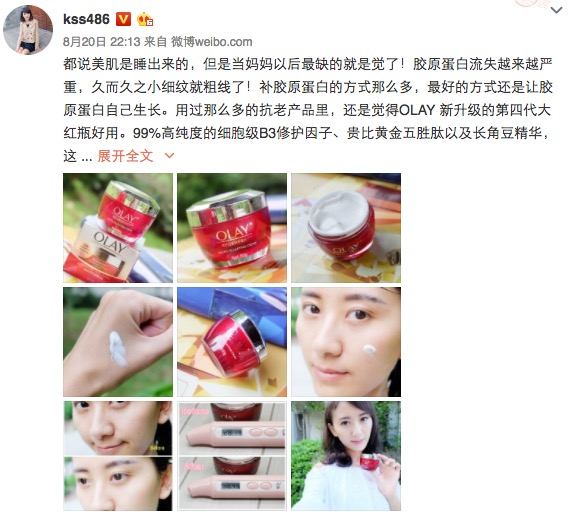 kss486
8月20日 22:13 来自 微博weibo.com
都说美肌是睡出来的，但是当妈妈以后最缺的就是觉了！胶原蛋白流失越来越严
重，久而久之小细纹就粗线了！补胶原蛋白的方式那么多，最好的方式还是让胶
原蛋白自己生长。用过那么多的抗老产品里，还是觉得OLAY 新升级的第四代大
红瓶好用。99%高纯度的细胞级B3修护因子、贵比黄金五胜肽以及长角豆精华，
这 ... 展开全文
OLAY
OLAY
OLAY
OLAY